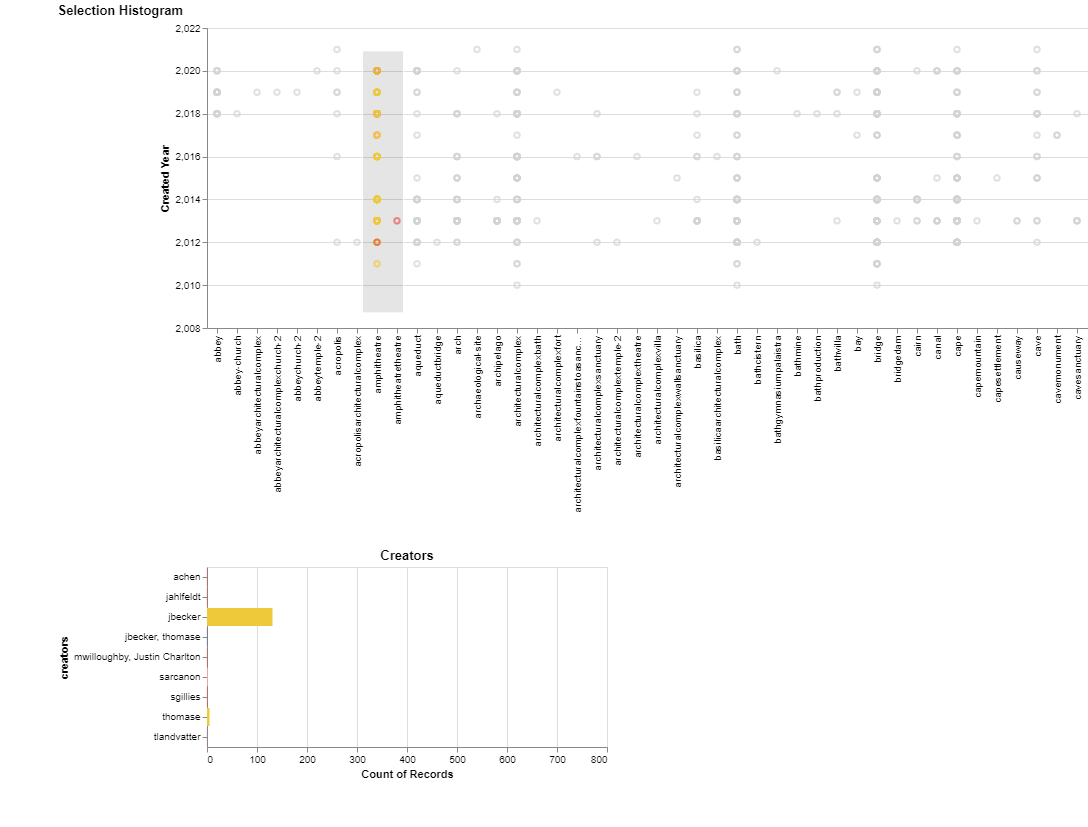 Selection Histogram
2,022
2,020
2,018
2,016
2,014
2,012
2,010
2,008
Created Year
abbey
abbey-church
abbeyarchitecturalcomplex
abbeyarchitecturalcomplexchurch-2
abbeychurch-2
abbeytemple-2
acropolis
acropolisarchitecturalcomplex
amphitheatre
amphitheatretheatre
aqueduct
aqueductbridge
arch
archaeological-site
archipelago
architecturalcomplex
architecturalcomplexbath
architecturalcomplexfort
architecturalcomplexfountainstoasanc...
architecturalcomplexsanctuary
architecturalcomplextemple-2
architecturalcomplextheatre
architecturalcomplexvilla
architecturalcomplexwallsanctuary
basilica
basilicaarchitecturalcomplex
bath
bathcistern
bathgymnasiumpalaistra
bathmine
bathproduction
bathvilla
bay
bridge
bridgedam
cairn
canal
cape
capemountain
capesettlement
causeway
cave
cavemonument
cavesanctuary
Creators
creators
achen
jahlfeldt
jbecker
jbecker, thomase
mwilloughby, Justin Charlton
sarcanon
sgillies
thomase
tlandvatter
0 100 200 300 400 500 600 700 800
Count of Records